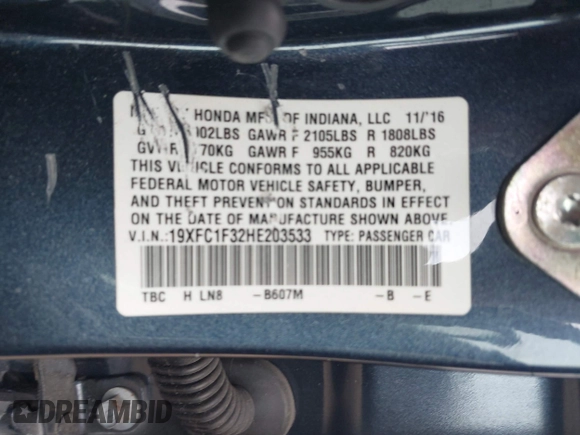 HONDA MFG. OF INDIANA, LLC 11/'16
GAWR F 2105LBS R 1808LBS
GAWR F 955KG R 820KG
THIS VEHICLE CONFORMS TO ALL APPLICABLE
FEDERAL MOTOR VEHICLE SAFETY, BUMPER,
AND THEFT PREVENTION STANDARDS IN EFFECT
ON THE DATE OF MANUFACTURE SHOWN ABOVE.
V.I.N.: 19XFC1F32HE203533 TYPE: PASSENGER CAR
TBC H LN8 -B607M -B -E
DREAMBID